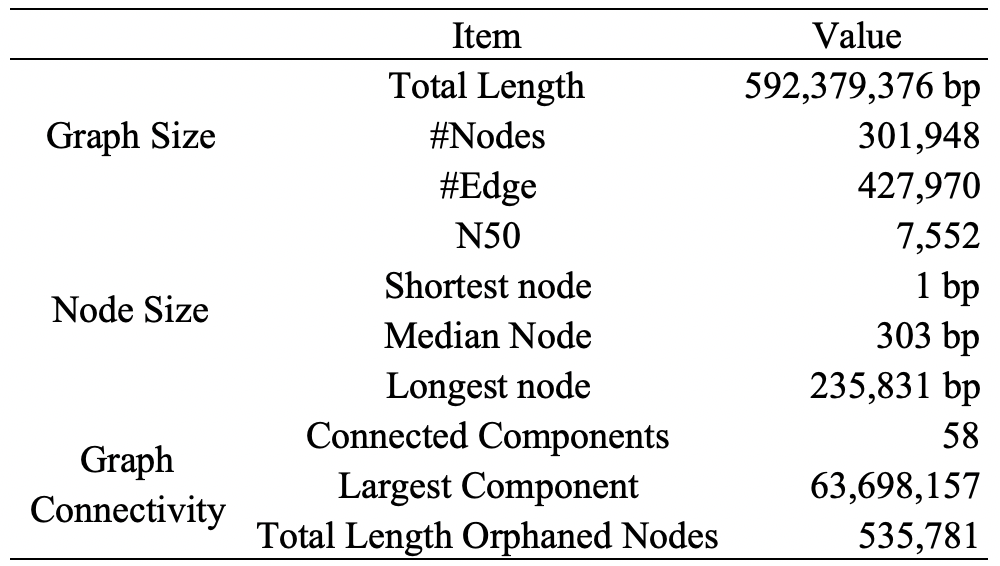 Item Value
Total Length 592,379,376 bp
Graph Size #Nodes 301,948
#Edge 427,970
N50 7,552
Shortest node 1 bp
Node Size
Median Node 303 bp
Longest node 235,831 bp
Connected Components 58
Graph
Connectivity
Largest Component 63,698,157
Total Length Orphaned Nodes 535,781